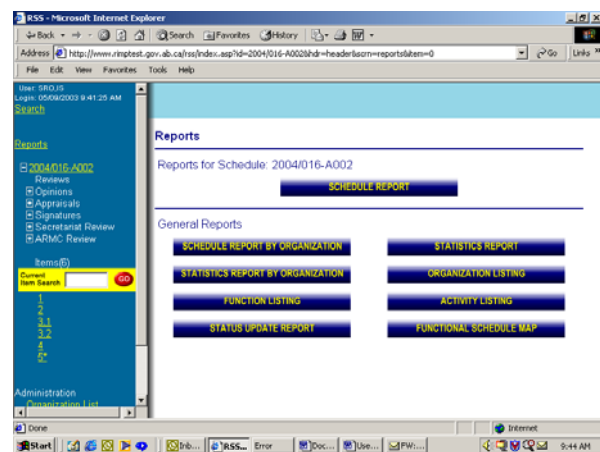 RSS - Microsoft Internet Explorer
Back Search Favorites History
Address http://www.rimptest.gov.ab.ca/rss/index.asp?id=2004/016-A002&hdr=header&scrn=reports&item=0 Go Links
File Edit View Favorites Tools Help
User: SRO,IS
Login: 05/09/2003 9:41:25 AM
Search
Reports
2004/016-A002
Reviews
Opinions
Appraisals
Signatures
Secretariat Review
ARMC Review
Items(6)
Current
Item Search GO
1
2
3.1
3.2
4
5*
Administration
Organization List
Reports
Reports for Schedule: 2004/016-A002
SCHEDULE REPORT
General Reports
SCHEDULE REPORT BY ORGANIZATION STATISTICS REPORT
STATISTICS REPORT BY ORGANIZATION ORGANIZATION LISTING
FUNCTION LISTING ACTIVITY LISTING
STATUS UPDATE REPORT FUNCTIONAL SCHEDULE MAP
Done Internet
Start Inb... RSS... Error Doc... Use... FW:... 9:44 AM